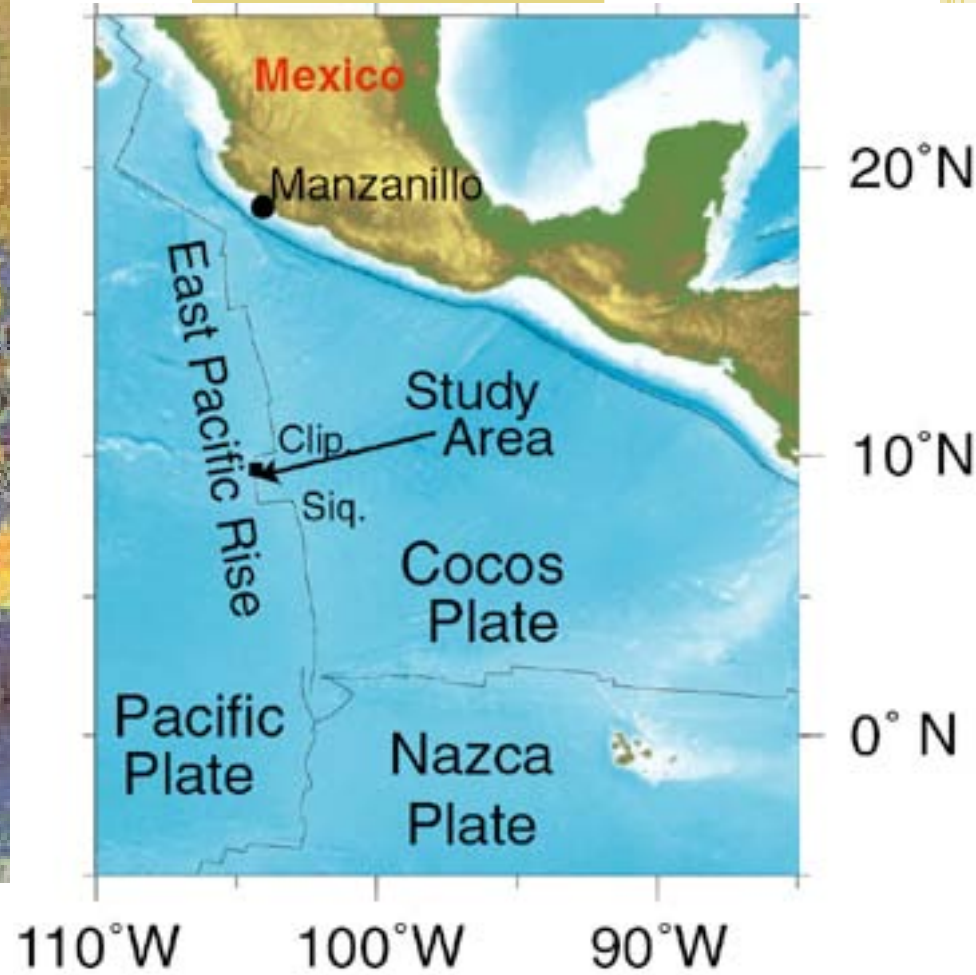 Mexico
Manzanillo
20°N
East Pacific Rise
Study
Area
Clip.
10°N
Siq.
Cocos
Plate
Pacific
Plate
0° N
Nazca
Plate
110°W
100°W
90°W